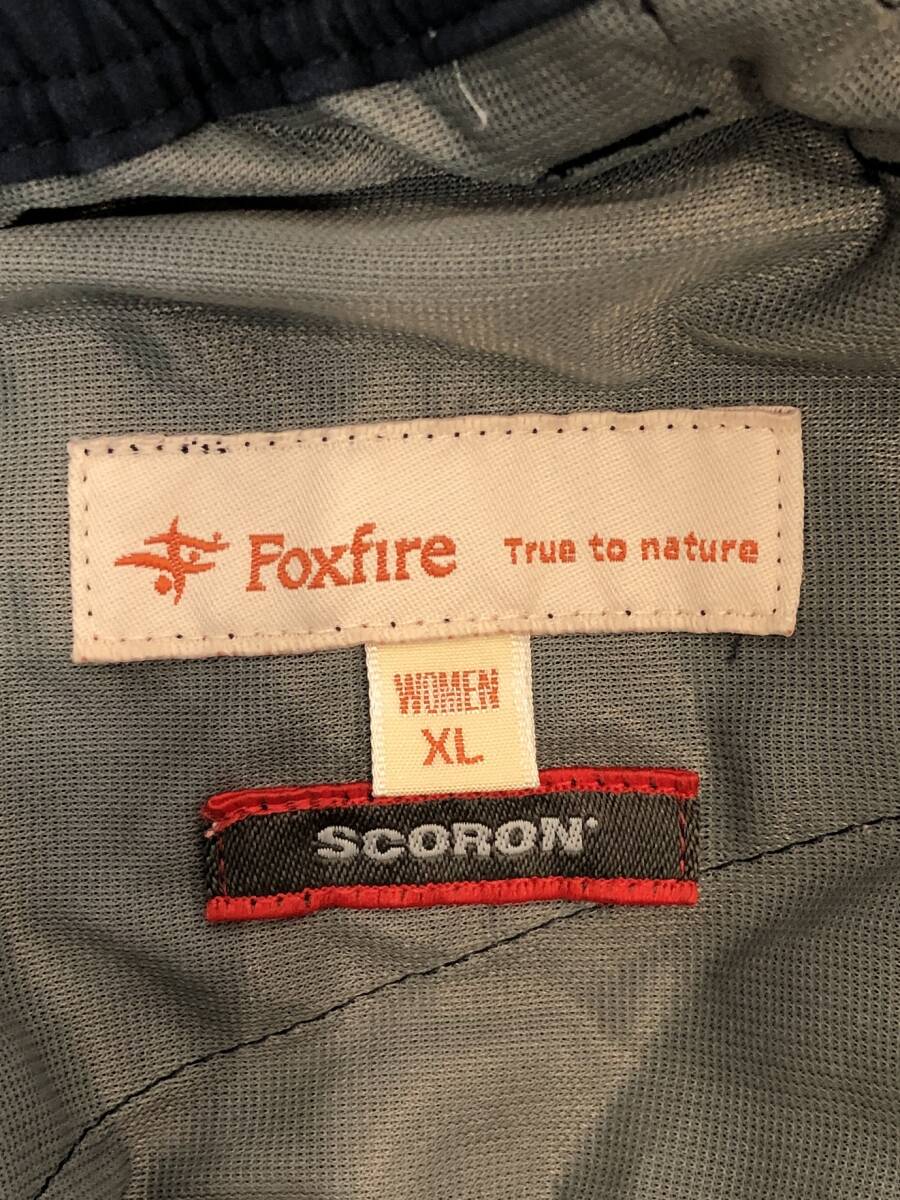 Foxfire True to nature
WOMEN
XL
SCORON